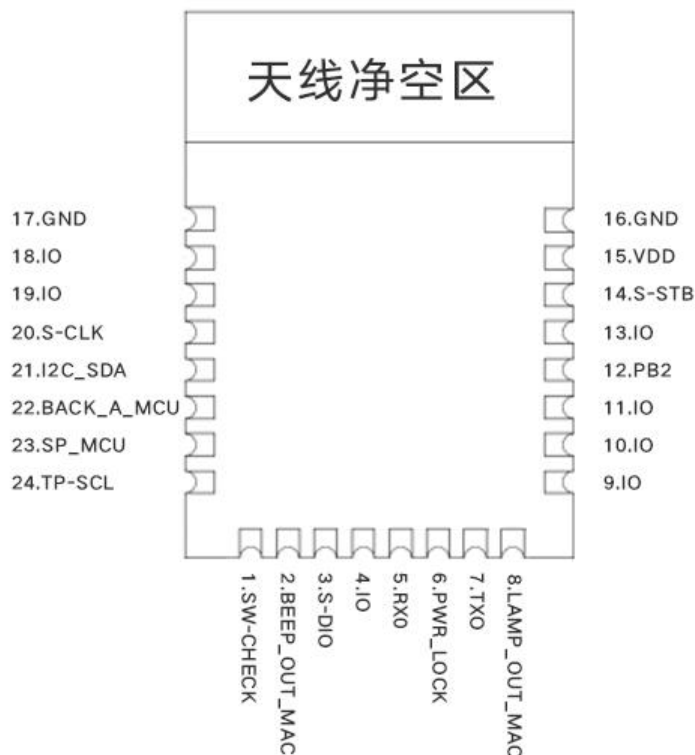 天线净空区
17.GND
18.IO
19.IO
20.S-CLK
21.I2C_SDA
22.BACK_A_MCU
23.SP_MCU
24.TP-SCL
16.GND
15.VDD
14.S-STB
13.IO
12.PB2
11.IO
10.IO
9.IO
1.SW-CHECK
2.BEEP_OUT_MAC
3.S-DIO
4.IO
5.RX0
6.PWR_LOCK
7.TX0
8.LAMP_OUT_MAC